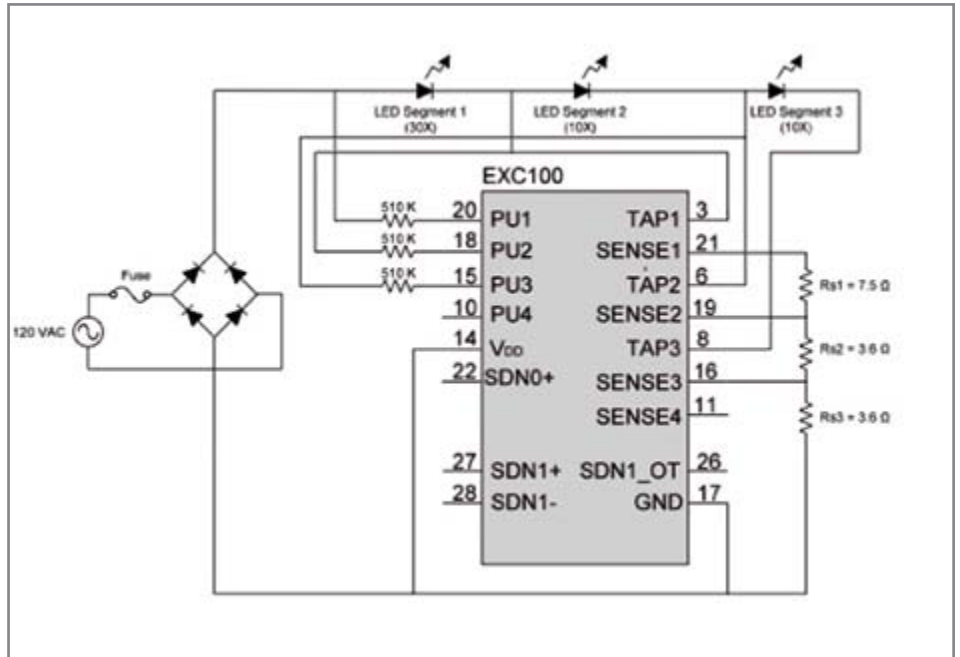 LED Segment 1
(30X)
LED Segment 2
(10X)
LED Segment 3
(10X)
EXC100
510 K
20
PU1
TAP1
3
510 K
18
PU2
SENSE1
21
510 K
15
PU3
TAP2
6
Rs1 = 7.5 Ω
Fuse
10
PU4
SENSE2
19
120 VAC
14
VDD
TAP3
8
Rs2 = 3.6 Ω
22
SDN0+
SENSE3
16
SENSE4
11
Rs3 = 3.6 Ω
27
SDN1+
SDN1_OT
26
28
SDN1-
GND
17